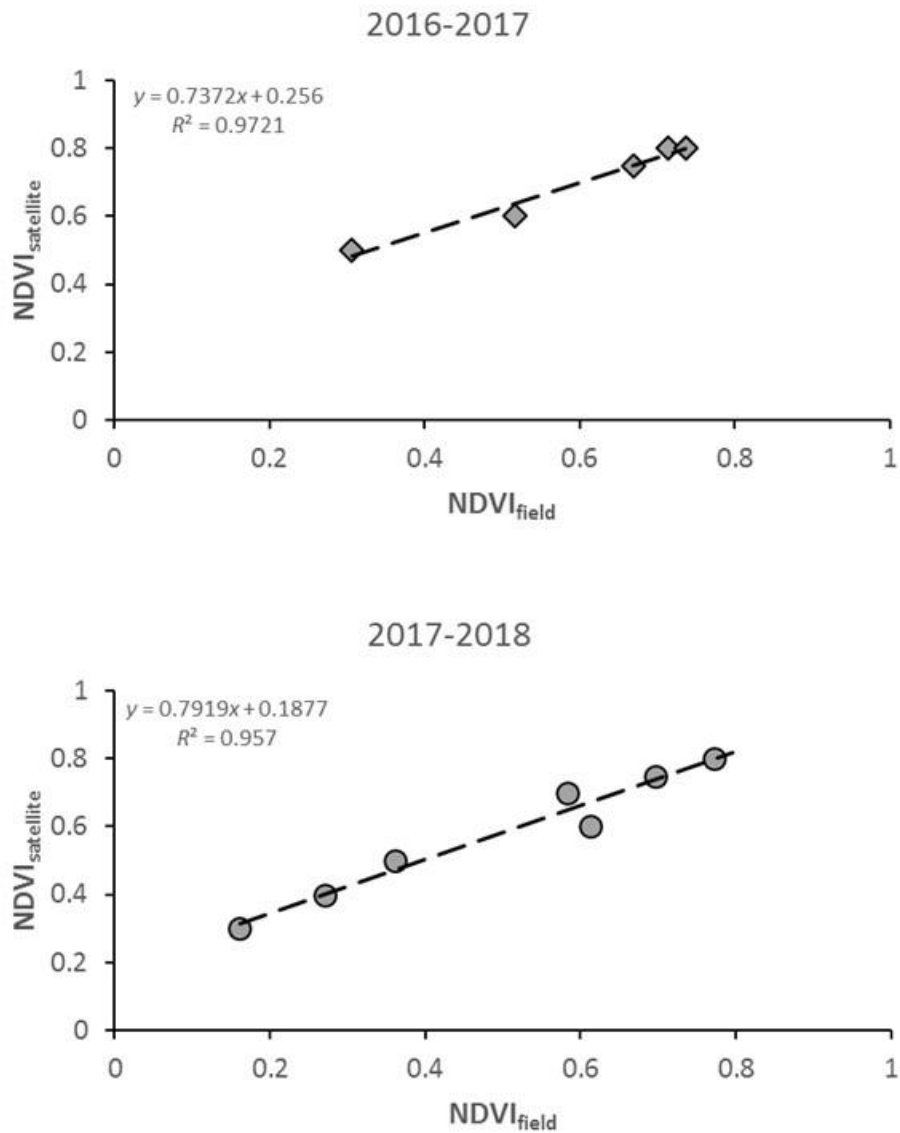 2016-2017
y = 0.7372x + 0.256
R² = 0.9721
1
0.8
0.6
0.4
0.2
0
NDVIsatellite
0 0.2 0.4 0.6 0.8 1
NDVIfield
2017-2018
y = 0.7919x + 0.1877
R² = 0.957
1
0.8
0.6
0.4
0.2
0
NDVIsatellite
0 0.2 0.4 0.6 0.8 1
NDVIfield